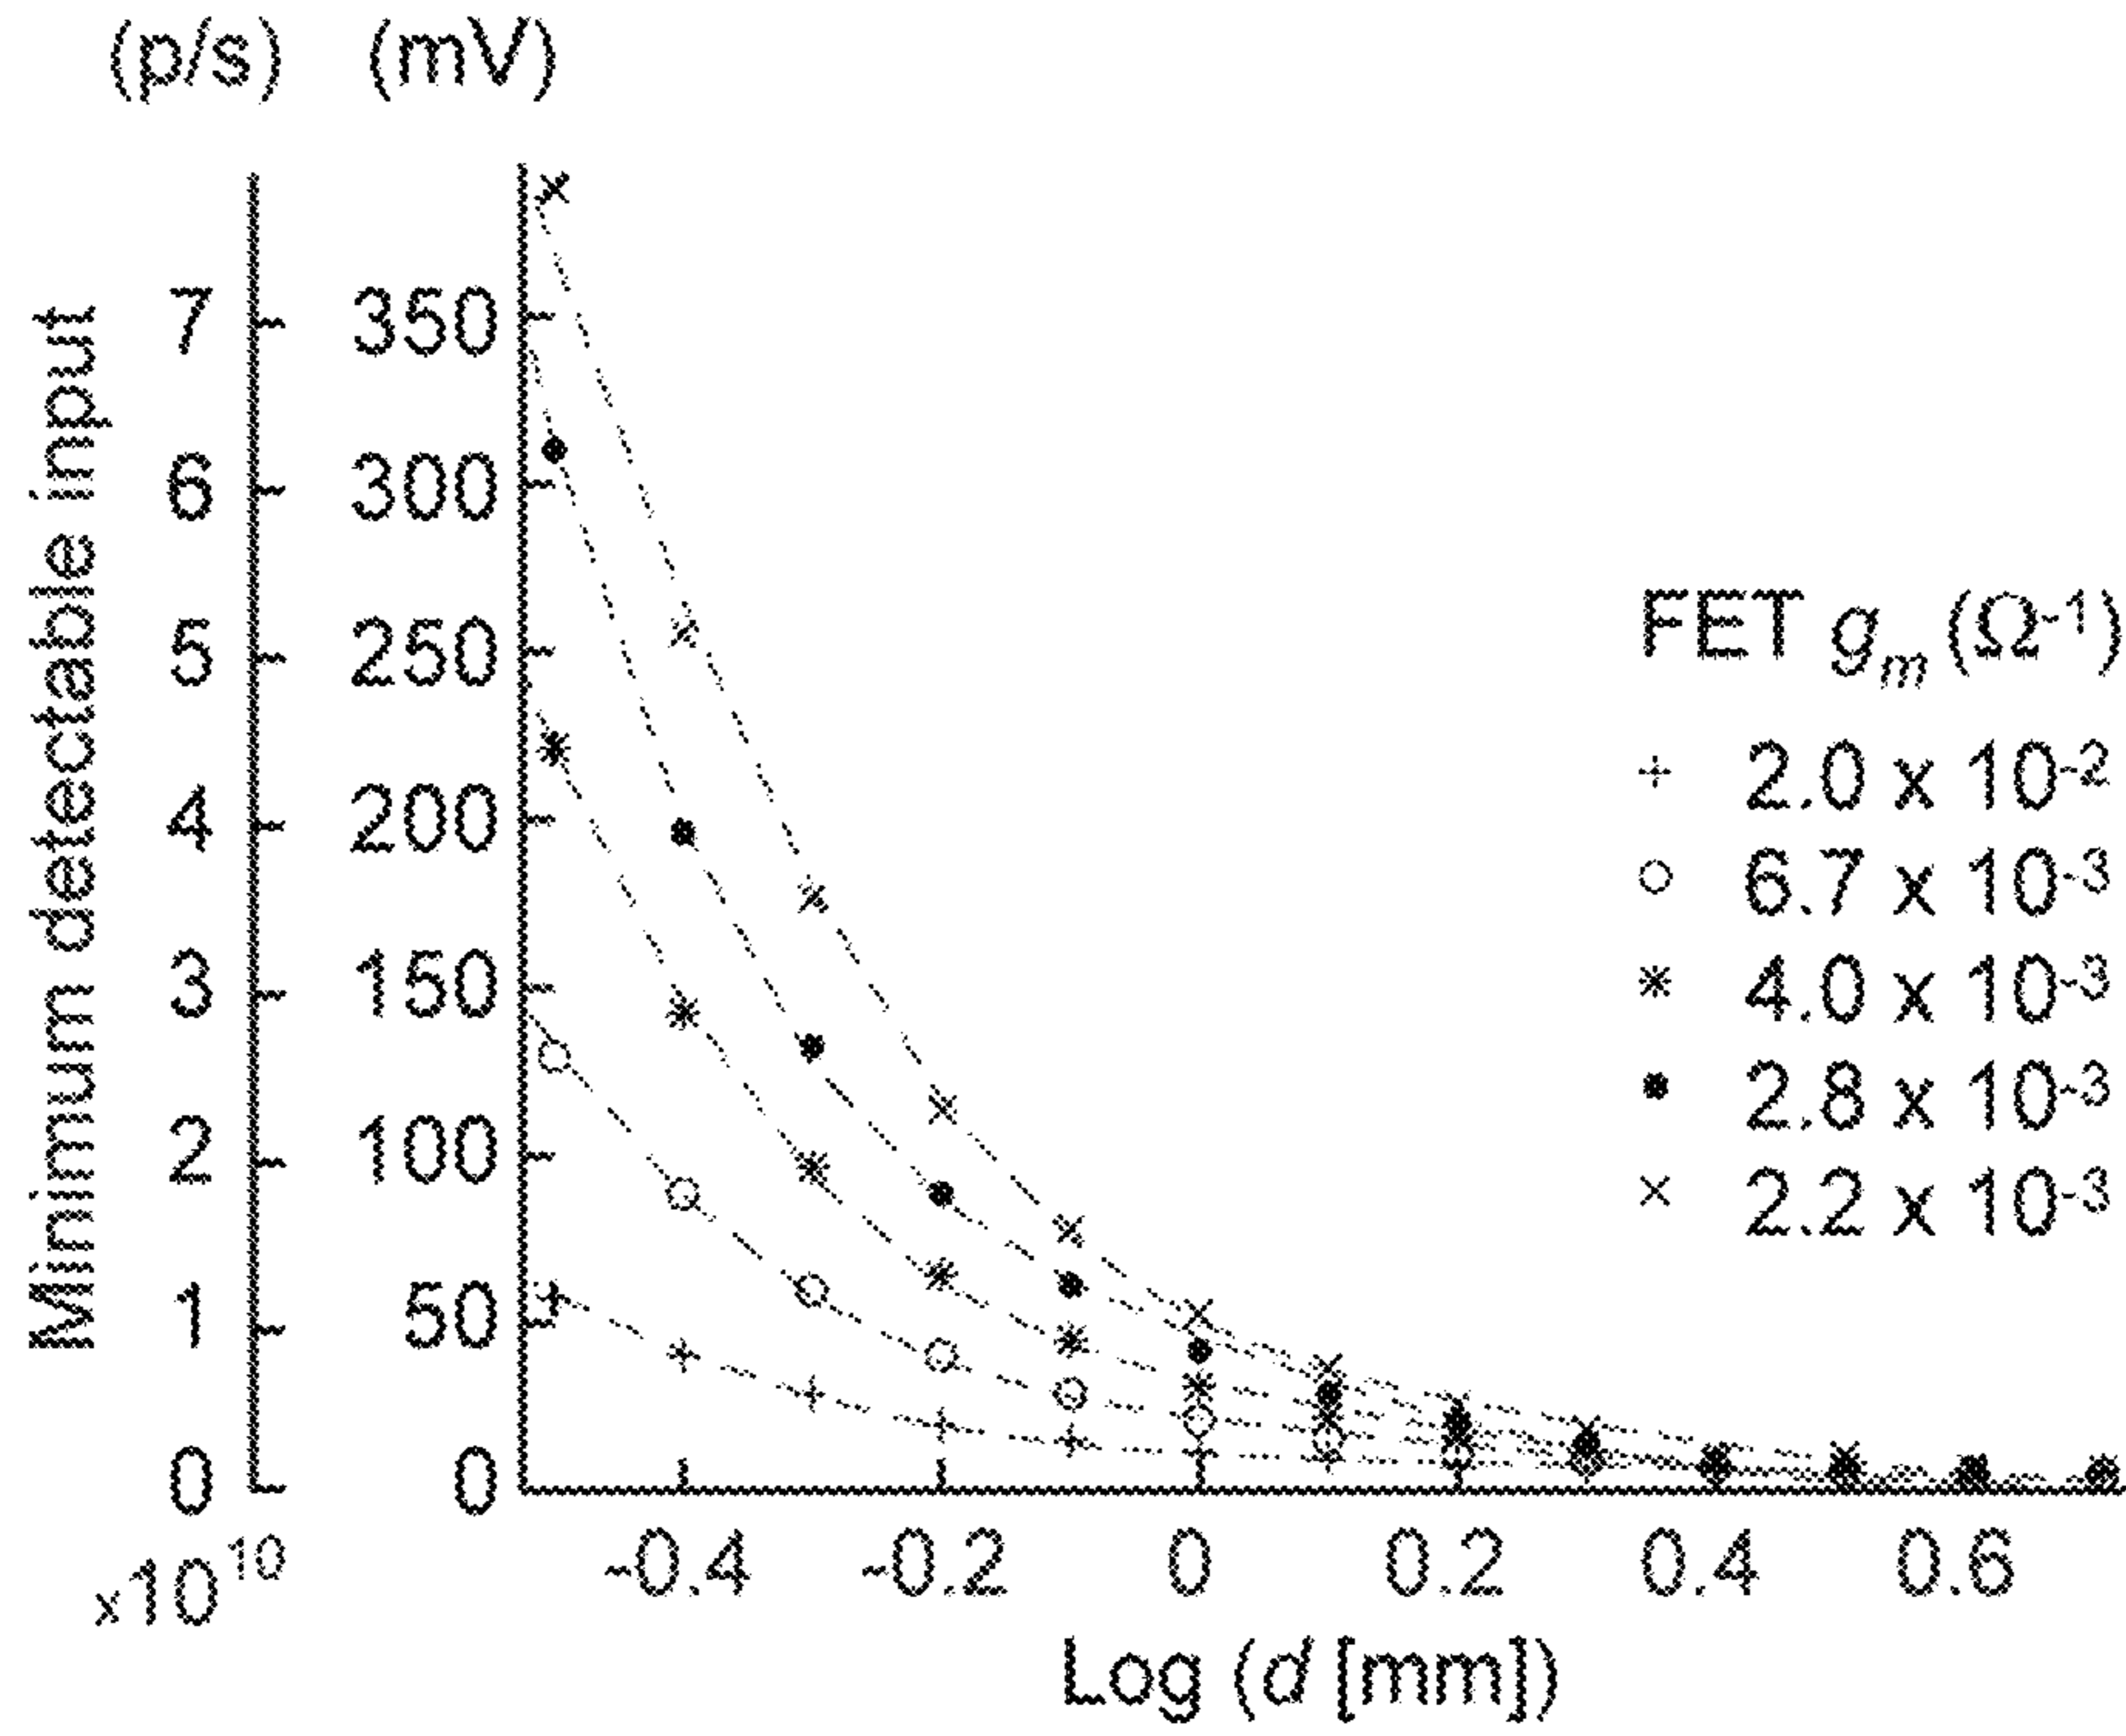 (p/s) (mV)
Minimum detectable input
7 350
6 300
5 250
4 200
3 150
2 100
1 50
0 0
x10^10
-0.4 -0.2 0 0.2 0.4 0.6
Log (d [mm])
FET gm (Ω-1)
+ 2.0 x 10-2
○ 6.7 x 10-3
* 4.0 x 10-3
● 2.8 x 10-3
× 2.2 x 10-3